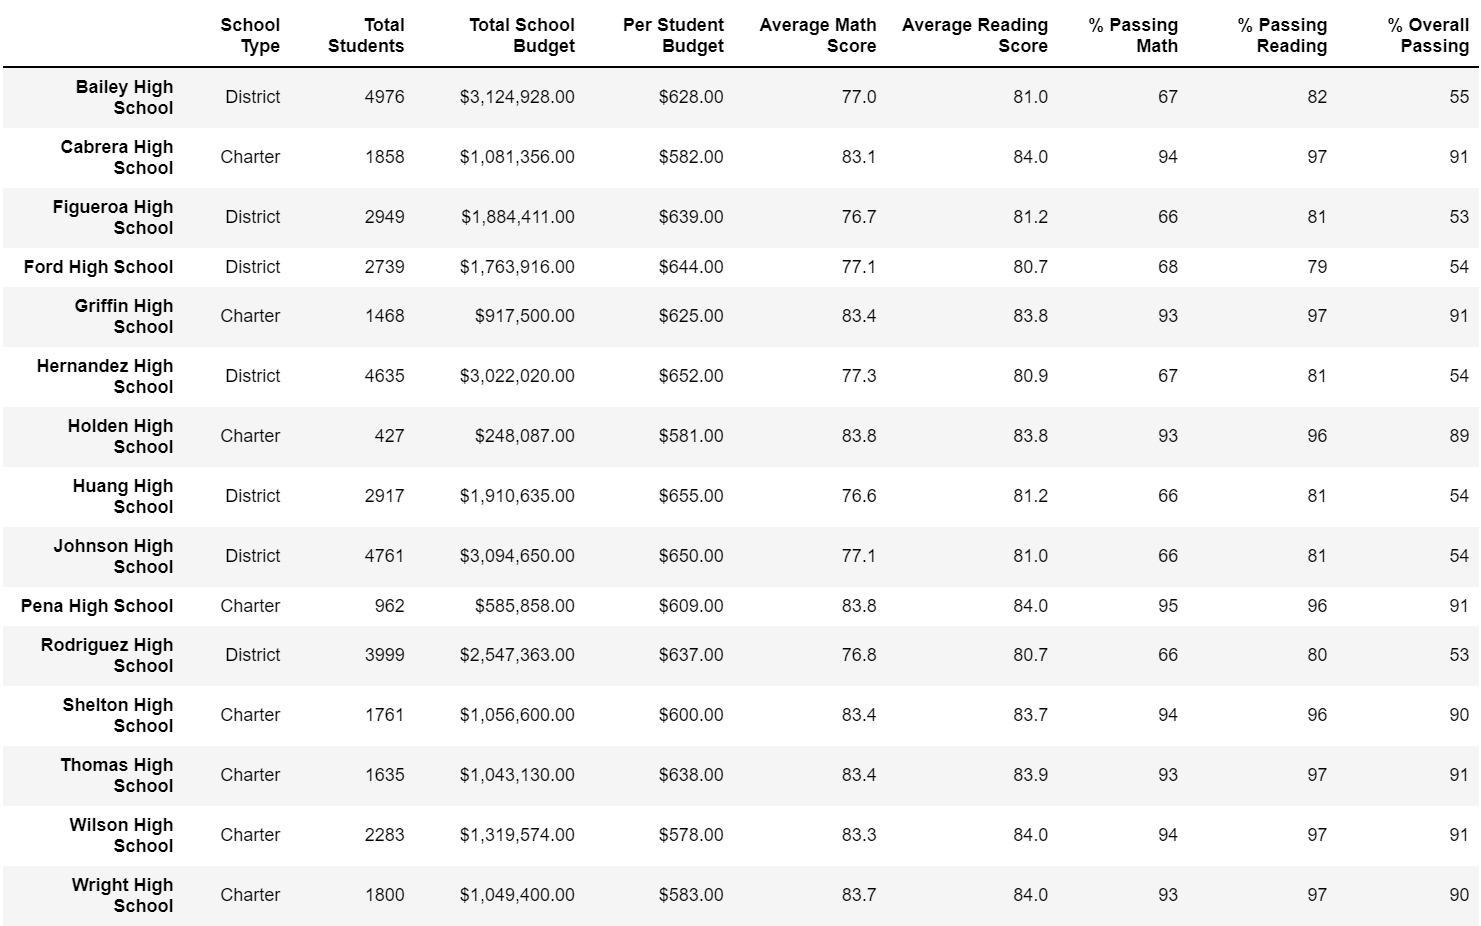 School Type Total Students Total School Budget Per Student Budget Average Math Score Average Reading Score % Passing Math % Passing Reading % Overall Passing
Bailey High School District 4976 $3,124,928.00 $628.00 77.0 81.0 67 82 55
Cabrera High School Charter 1858 $1,081,356.00 $582.00 83.1 84.0 94 97 91
Figueroa High School District 2949 $1,884,411.00 $639.00 76.7 81.2 66 81 53
Ford High School District 2739 $1,763,916.00 $644.00 77.1 80.7 68 79 54
Griffin High School Charter 1468 $917,500.00 $625.00 83.4 83.8 93 97 91
Hernandez High School District 4635 $3,022,020.00 $652.00 77.3 80.9 67 81 54
Holden High School Charter 427 $248,087.00 $581.00 83.8 83.8 93 96 89
Huang High School District 2917 $1,910,635.00 $655.00 76.6 81.2 66 81 54
Johnson High School District 4761 $3,094,650.00 $650.00 77.1 81.0 66 81 54
Pena High School Charter 962 $585,858.00 $609.00 83.8 84.0 95 96 91
Rodriguez High School District 3999 $2,547,363.00 $637.00 76.8 80.7 66 80 53
Shelton High School Charter 1761 $1,056,600.00 $600.00 83.4 83.7 94 96 90
Thomas High School Charter 1635 $1,043,130.00 $638.00 83.4 83.9 93 97 91
Wilson High School Charter 2283 $1,319,574.00 $578.00 83.3 84.0 94 97 91
Wright High School Charter 1800 $1,049,400.00 $583.00 83.7 84.0 93 97 90